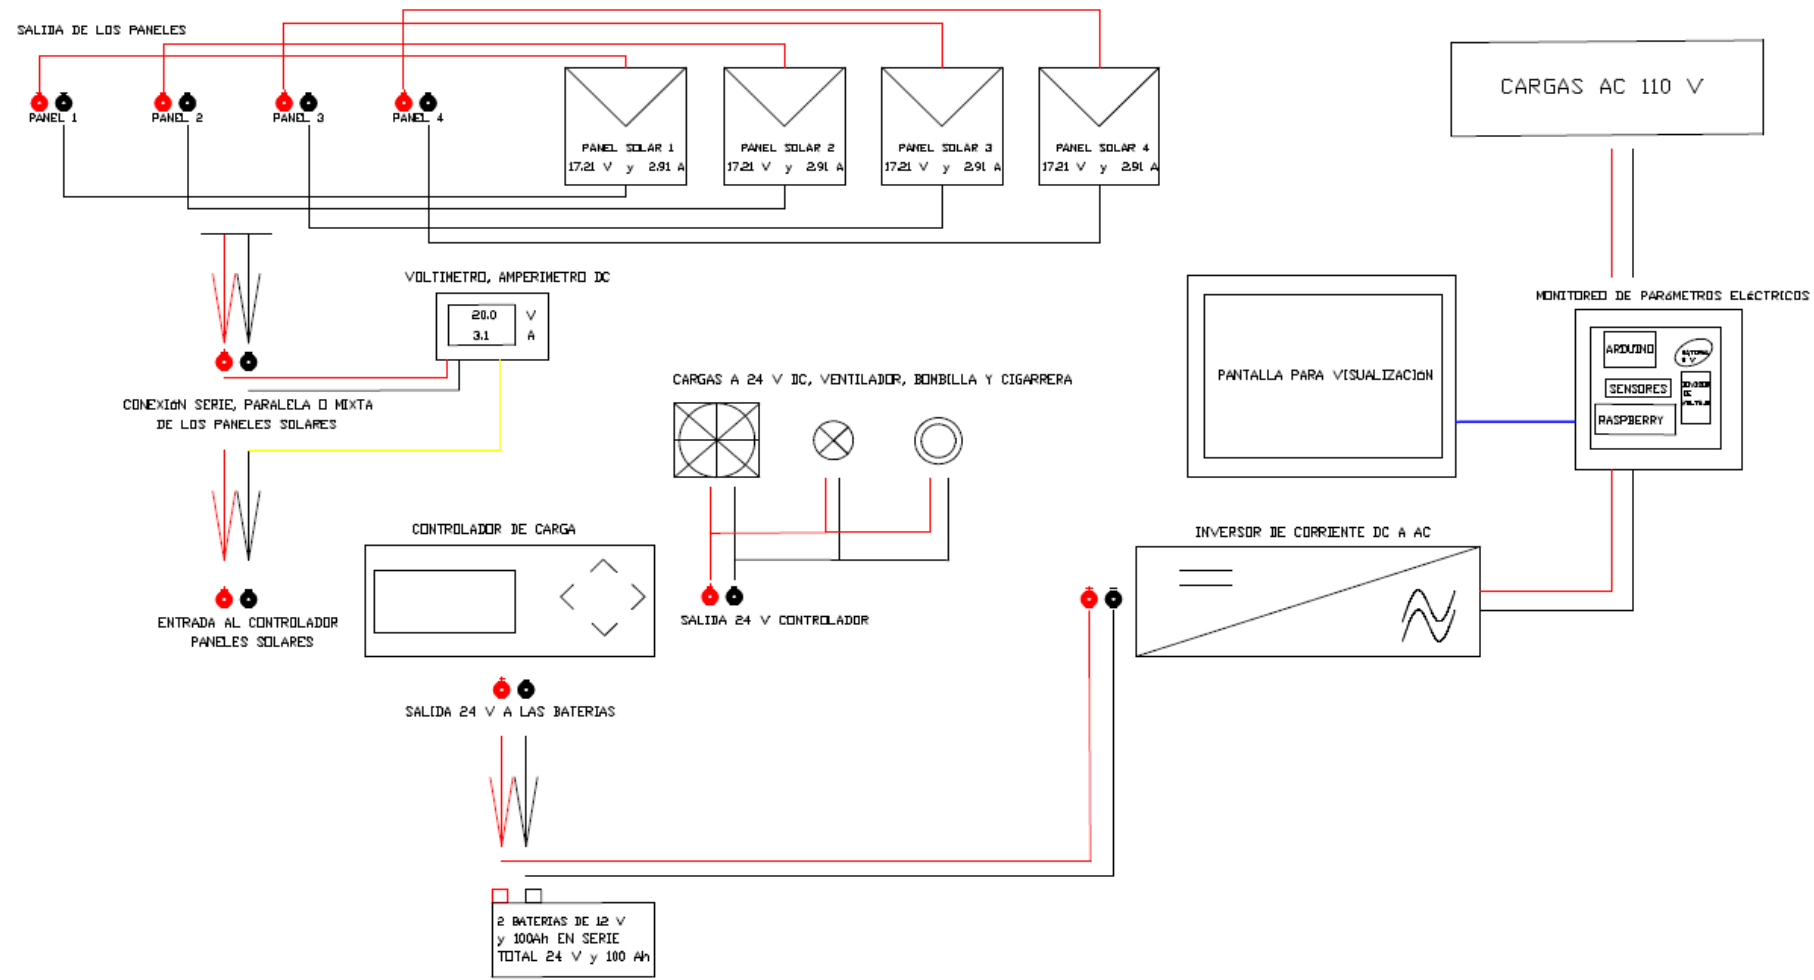 SALIDA DE LOS PANELES
PANEL 1
PANEL 2
PANEL 3
PANEL 4
PANEL SOLAR 1
17.21 V y 2.91 A
PANEL SOLAR 2
17.21 V y 2.91 A
PANEL SOLAR 3
17.21 V y 2.91 A
PANEL SOLAR 4
17.21 V y 2.91 A
CARGAS AC 110 V
VOLTIMETRO, AMPERIMETRO DC
20.0 V
3.1 A
CONEXIóN SERIE, PARALELA O MIXTA
DE LOS PANELES SOLARES
CARGAS A 24 V DC, VENTILADOR, BOMBILLA Y CIGARRERA
PANTALLA PARA VISUALIZACIóN
MONITOREO DE PARáMETROS ELéCTRICOS
ARDUINO
BATERIA
9 V
SENSORES
DIVISOR
DE
VOLTAJE
RASPBERRY
CONTROLADOR DE CARGA
INVERSOR DE CORRIENTE DC A AC
ENTRADA AL CONTROLADOR
PANELES SOLARES
SALIDA 24 V CONTROLADOR
+
-
SALIDA 24 V A LAS BATERIAS
2 BATERIAS DE 12 V
y 100Ah EN SERIE
TOTAL 24 V y 100 Ah